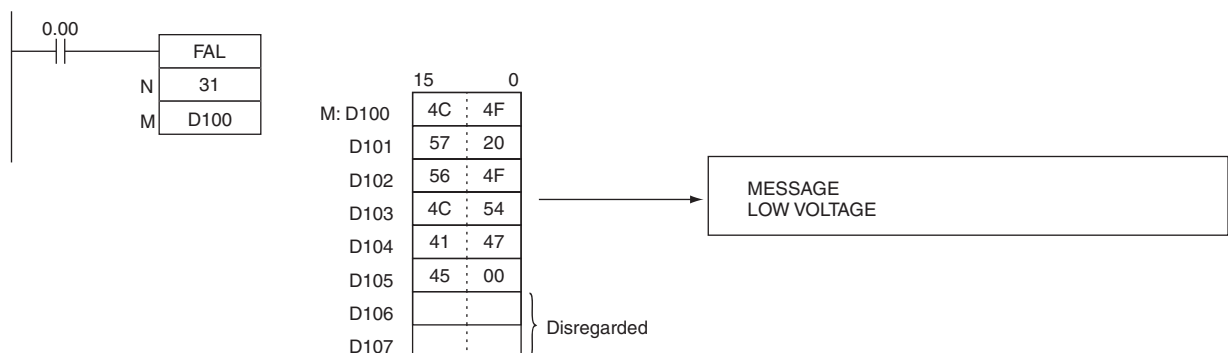 0.00
FAL
N 31
M D100
15 0
M: D100 4C 4F
D101 57 20
D102 56 4F
D103 4C 54
D104 41 47
D105 45 00
D106
D107
Disregarded
MESSAGE
LOW VOLTAGE